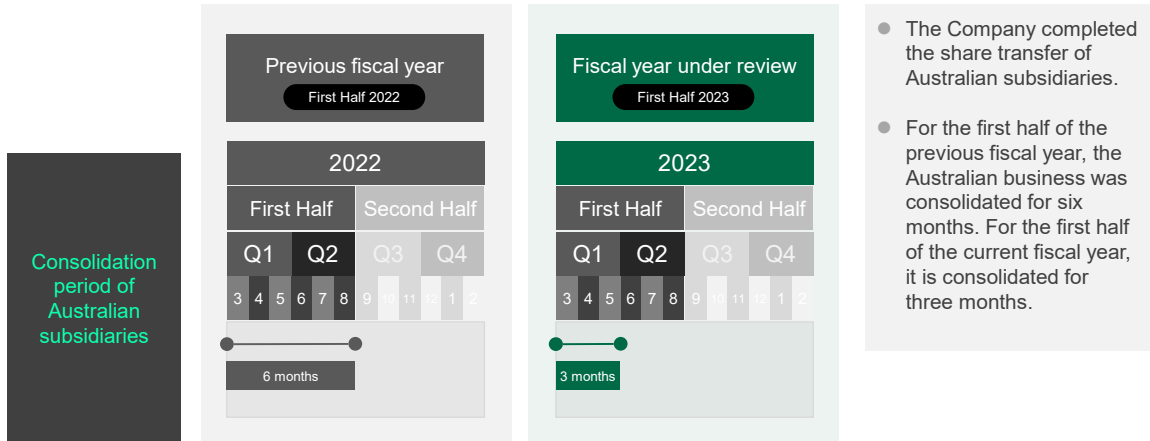 Consolidation
period of
Australian
subsidiaries
Previous fiscal year
First Half 2022
2022
First Half Second Half
Q1 Q2 Q3 Q4
3 4 5 6 7 8 9 10 11 12 1 2
6 months
Fiscal year under review
First Half 2023
2023
First Half Second Half
Q1 Q2 Q3 Q4
3 4 5 6 7 8 9 10 11 12 1 2
3 months
The Company completed
the share transfer of
Australian subsidiaries.
For the first half of the
previous fiscal year, the
Australian business was
consolidated for six
months. For the first half
of the current fiscal year,
it is consolidated for
three months.